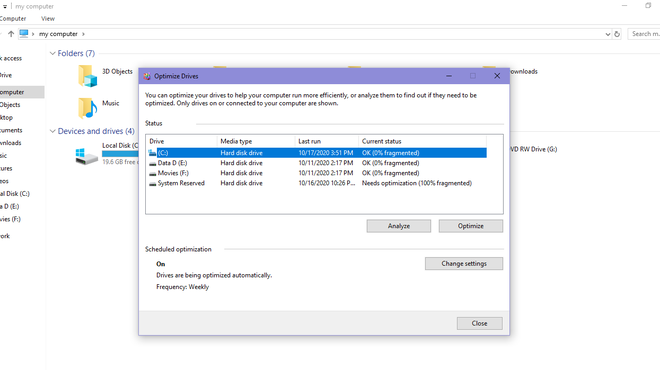 my computer
Computer View
my computer
Search m
k access
Folders (7)
3D Objects
Optimize Drives
You can optimize your drives to help your computer run more efficiently, or analyze them to find out if they need to be
optimized. Only drives on or connected to your computer are shown.
Music
Status
Devices and drives (4)
Drive Media type Last run Current status
Local Disk (C
(C:) Hard disk drive 10/17/2020 3:51 PM OK (0% fragmented)
VD RW Drive (G:)
19.6 GB free
Data D (E:) Hard disk drive 10/11/2020 2:17 PM OK (0% fragmented)
Movies (F:) Hard disk drive 10/11/2020 2:17 PM OK (0% fragmented)
System Reserved Hard disk drive 10/16/2020 10:26 P... Needs optimization (100% fragmented)
Analyze Optimize
Scheduled optimization
On
Drives are being optimized automatically.
Frequency: Weekly
Change settings
Close
rive
omputer
Objects
ktop
cuments
wnloads
sic
ures
eos
al Disk (C:)
a D (E:)
vies (F:)
ork
ownloads